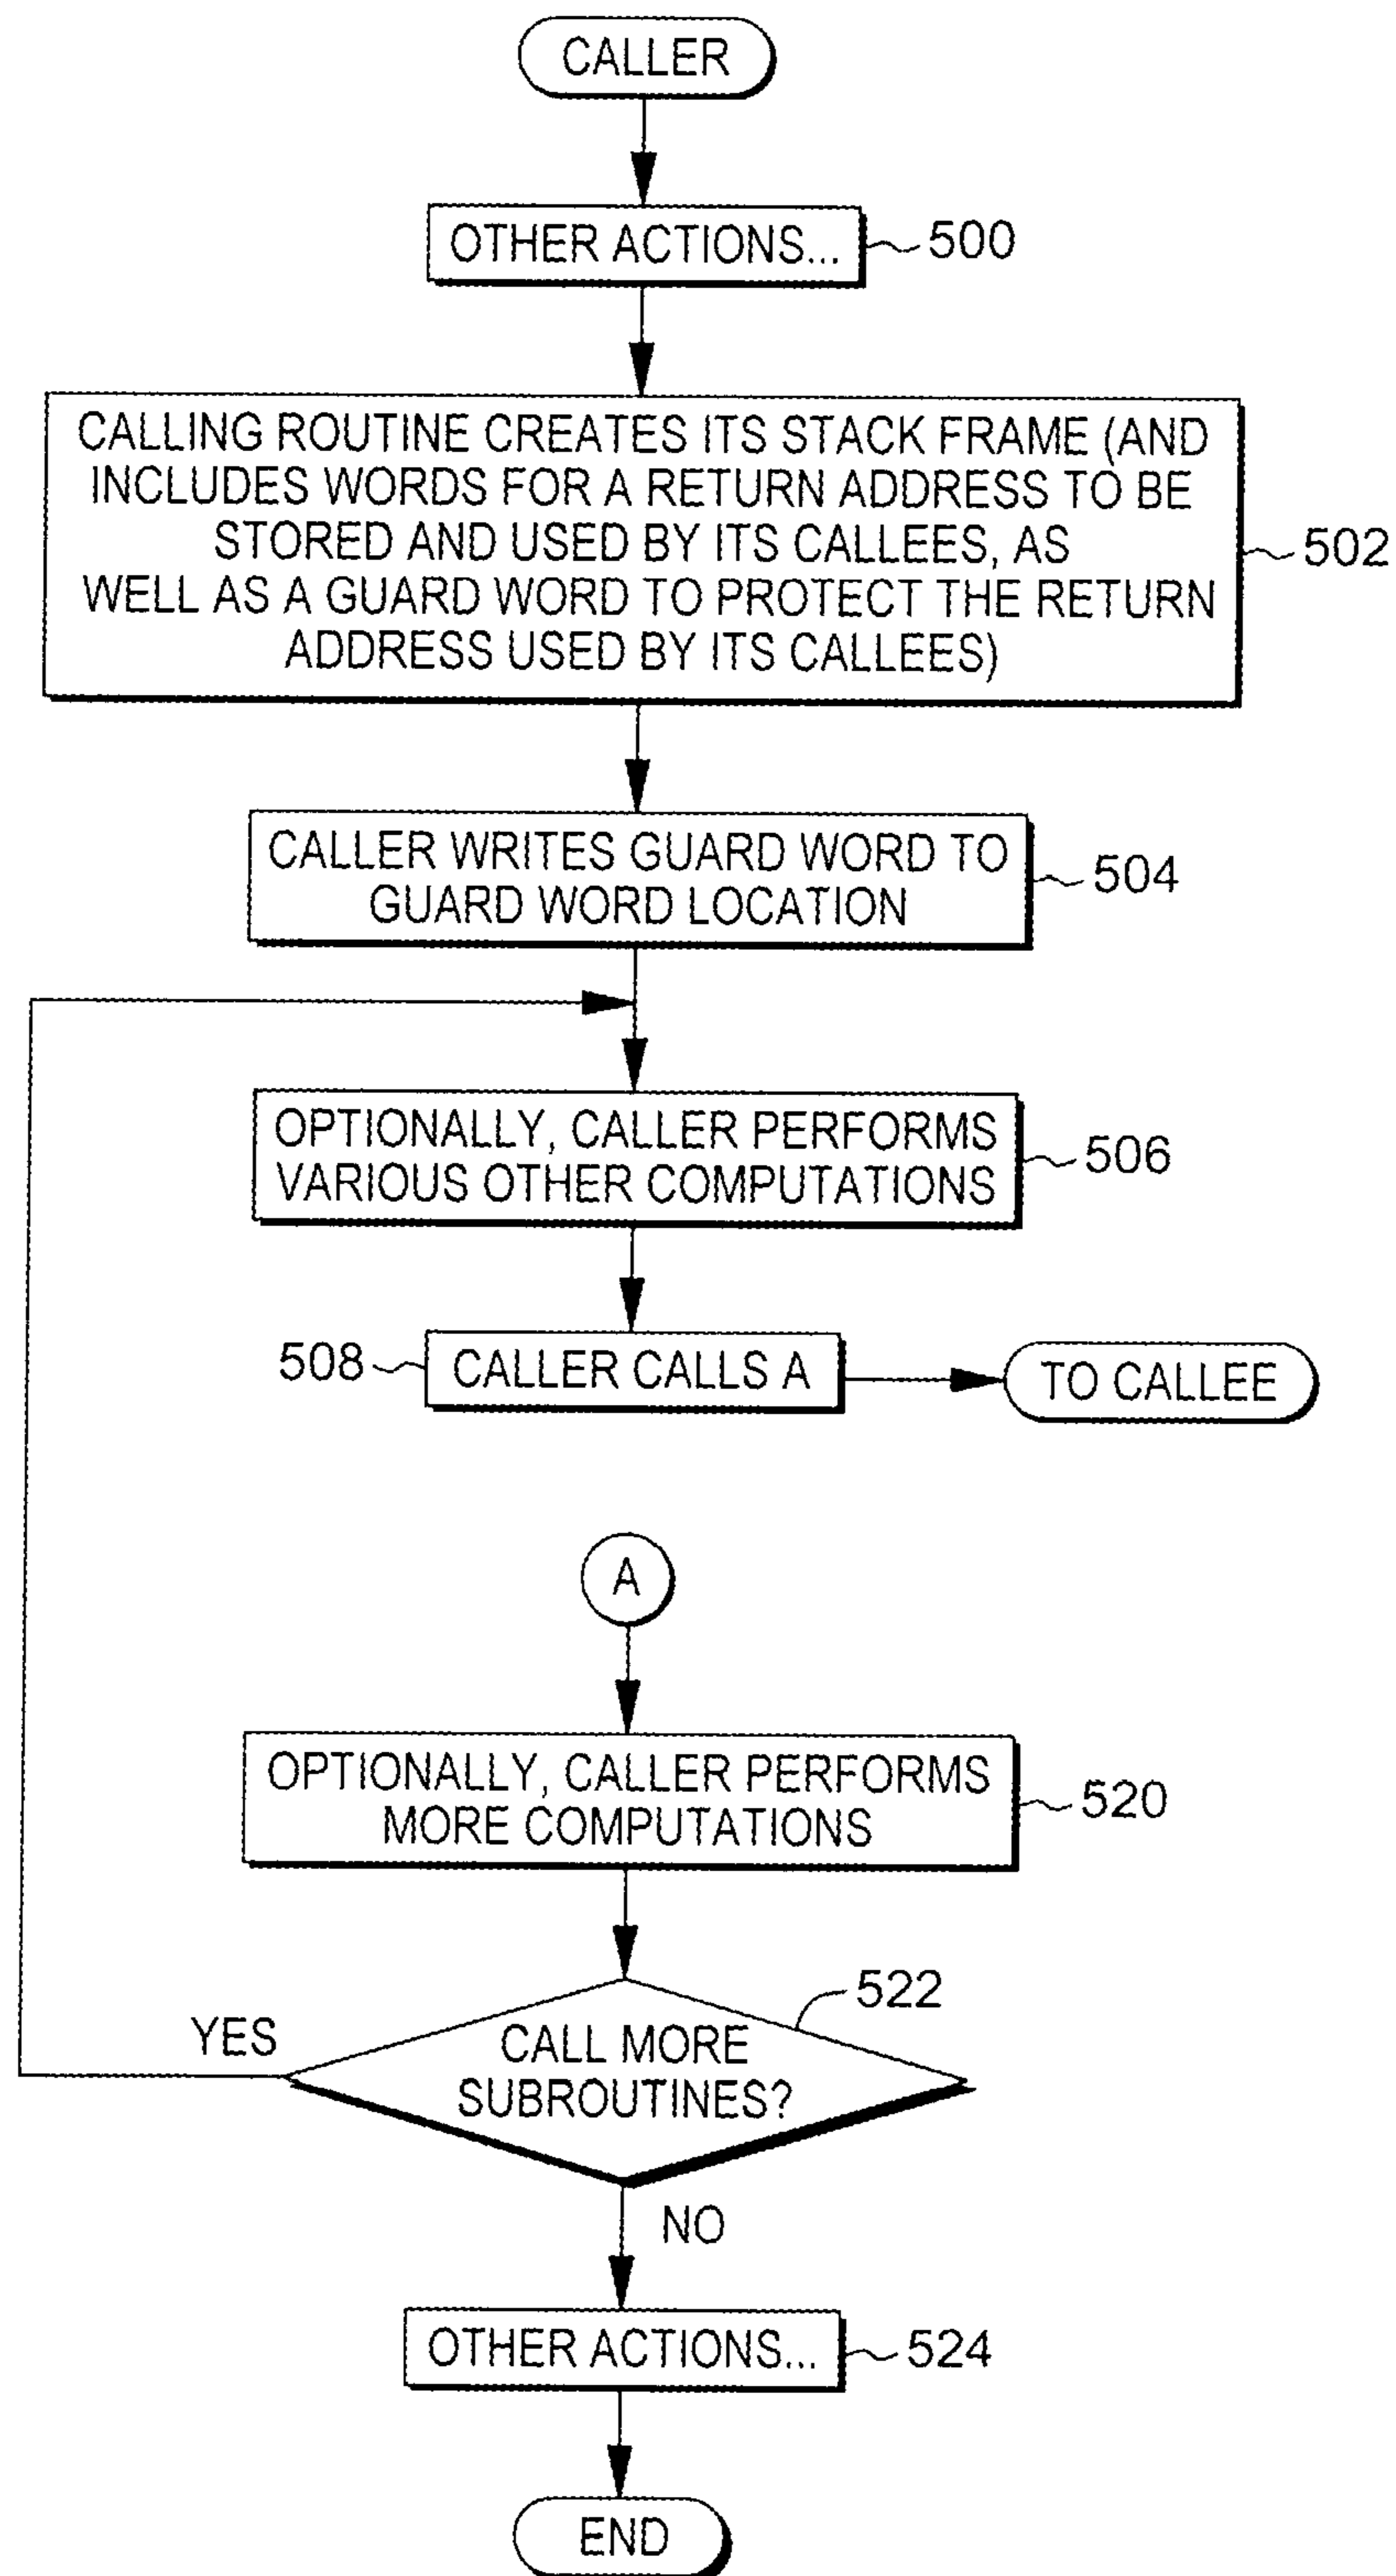 CALLER
OTHER ACTIONS...
500
CALLING ROUTINE CREATES ITS STACK FRAME (AND
INCLUDES WORDS FOR A RETURN ADDRESS TO BE
STORED AND USED BY ITS CALLEES, AS
WELL AS A GUARD WORD TO PROTECT THE RETURN
ADDRESS USED BY ITS CALLEES)
502
CALLER WRITES GUARD WORD TO
GUARD WORD LOCATION
504
OPTIONALLY, CALLER PERFORMS
VARIOUS OTHER COMPUTATIONS
506
508
CALLER CALLS A
TO CALLEE
A
OPTIONALLY, CALLER PERFORMS
MORE COMPUTATIONS
520
522
YES
CALL MORE
SUBROUTINES?
NO
OTHER ACTIONS...
524
END